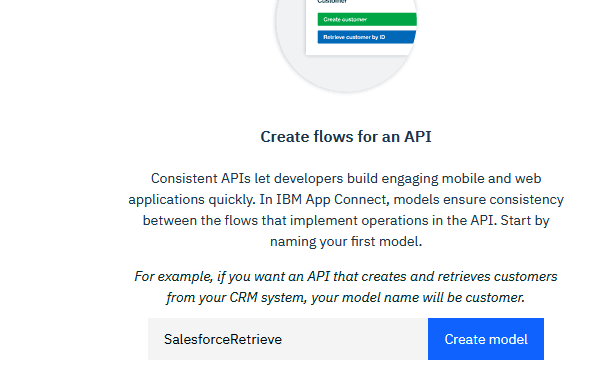 Customer
Create customer
Retrieve customer by ID
Create flows for an API
Consistent APIs let developers build engaging mobile and web
applications quickly. In IBM App Connect, models ensure consistency
between the flows that implement operations in the API. Start by
naming your first model.
For example, if you want an API that creates and retrieves customers
from your CRM system, your model name will be customer.
SalesforceRetrieve
Create model